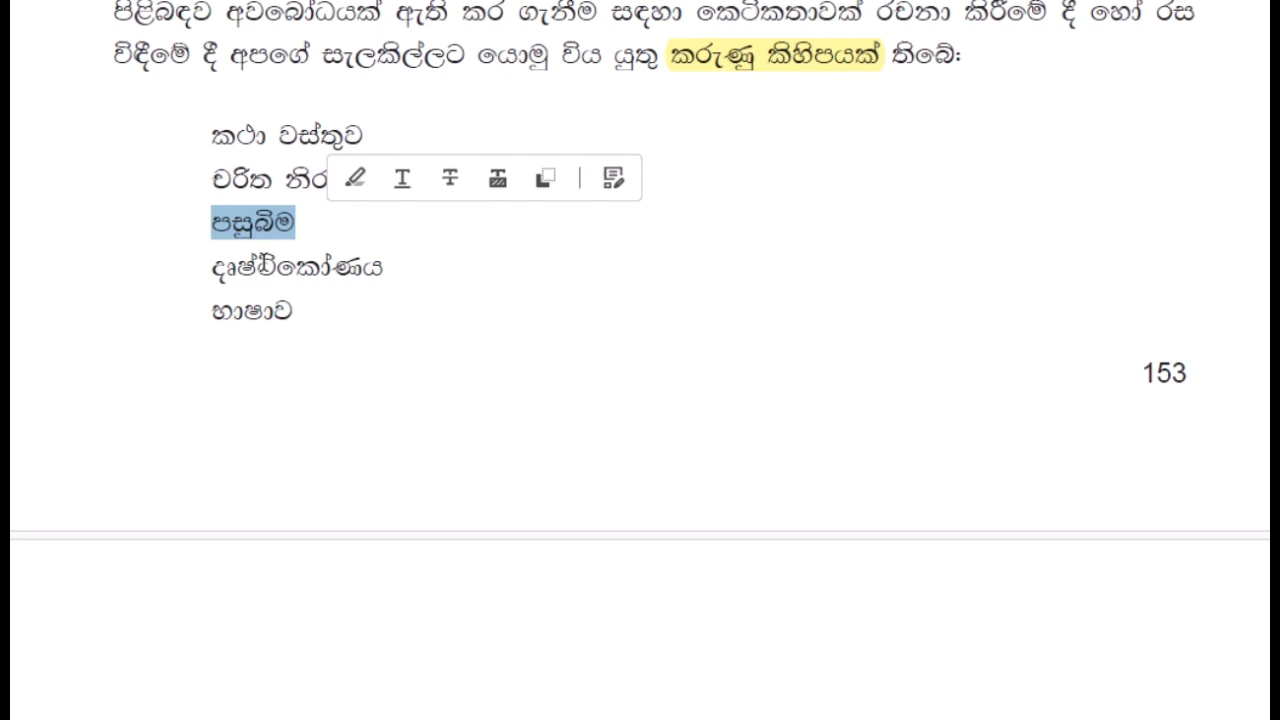 පිළිබඳව අවබෝධයක් ඇති කර ගැනීම සඳහා කෙටිකතාවක් රචනා කිරීමේ දී හෝ රස
විඳීමේ දී අපගේ සැලකිල්ලට යොමු විය යුතු කරුණු කිහිපයක් තිබේ:
කථා වස්තුව
චරිත
පසුබිම
දෘෂ්ටිකෝණය
භාෂාව
153